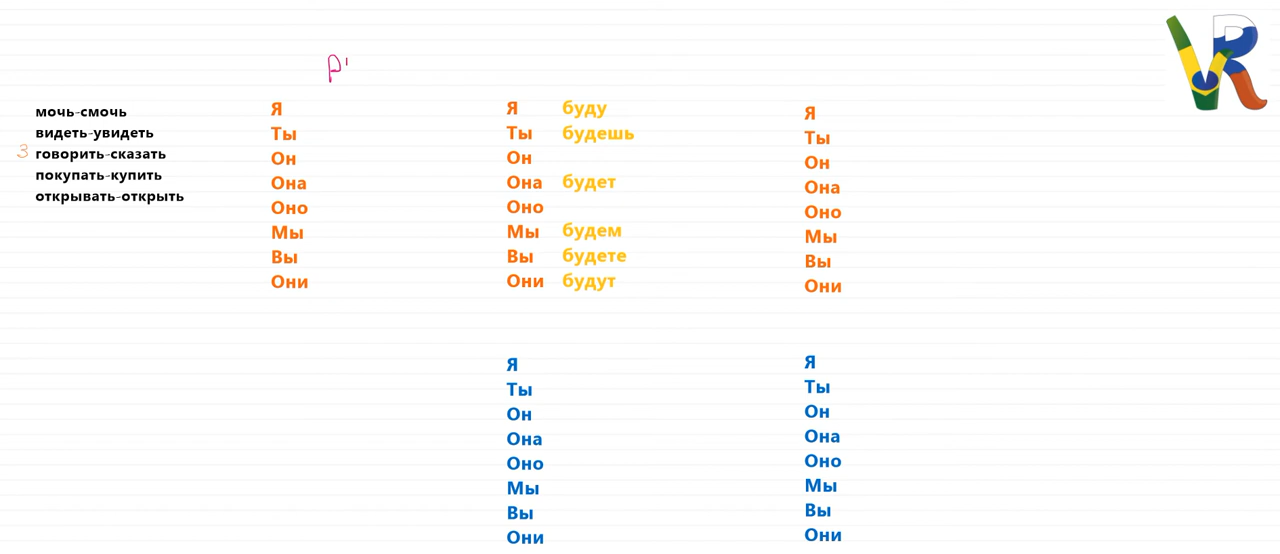 P
мочь-смочь
видеть-увидеть
3 говорить-сказать
покупать-купить
открывать-открыть
Я
Ты
Он
Она
Оно
Мы
Вы
Они
Я буду
Ты будешь
Он
Она будет
Оно
Мы будем
Вы будете
Они будут
Я
Ты
Он
Она
Оно
Мы
Вы
Они
Я
Ты
Он
Она
Оно
Мы
Вы
Они
Я
Ты
Он
Она
Оно
Мы
Вы
Они
VR